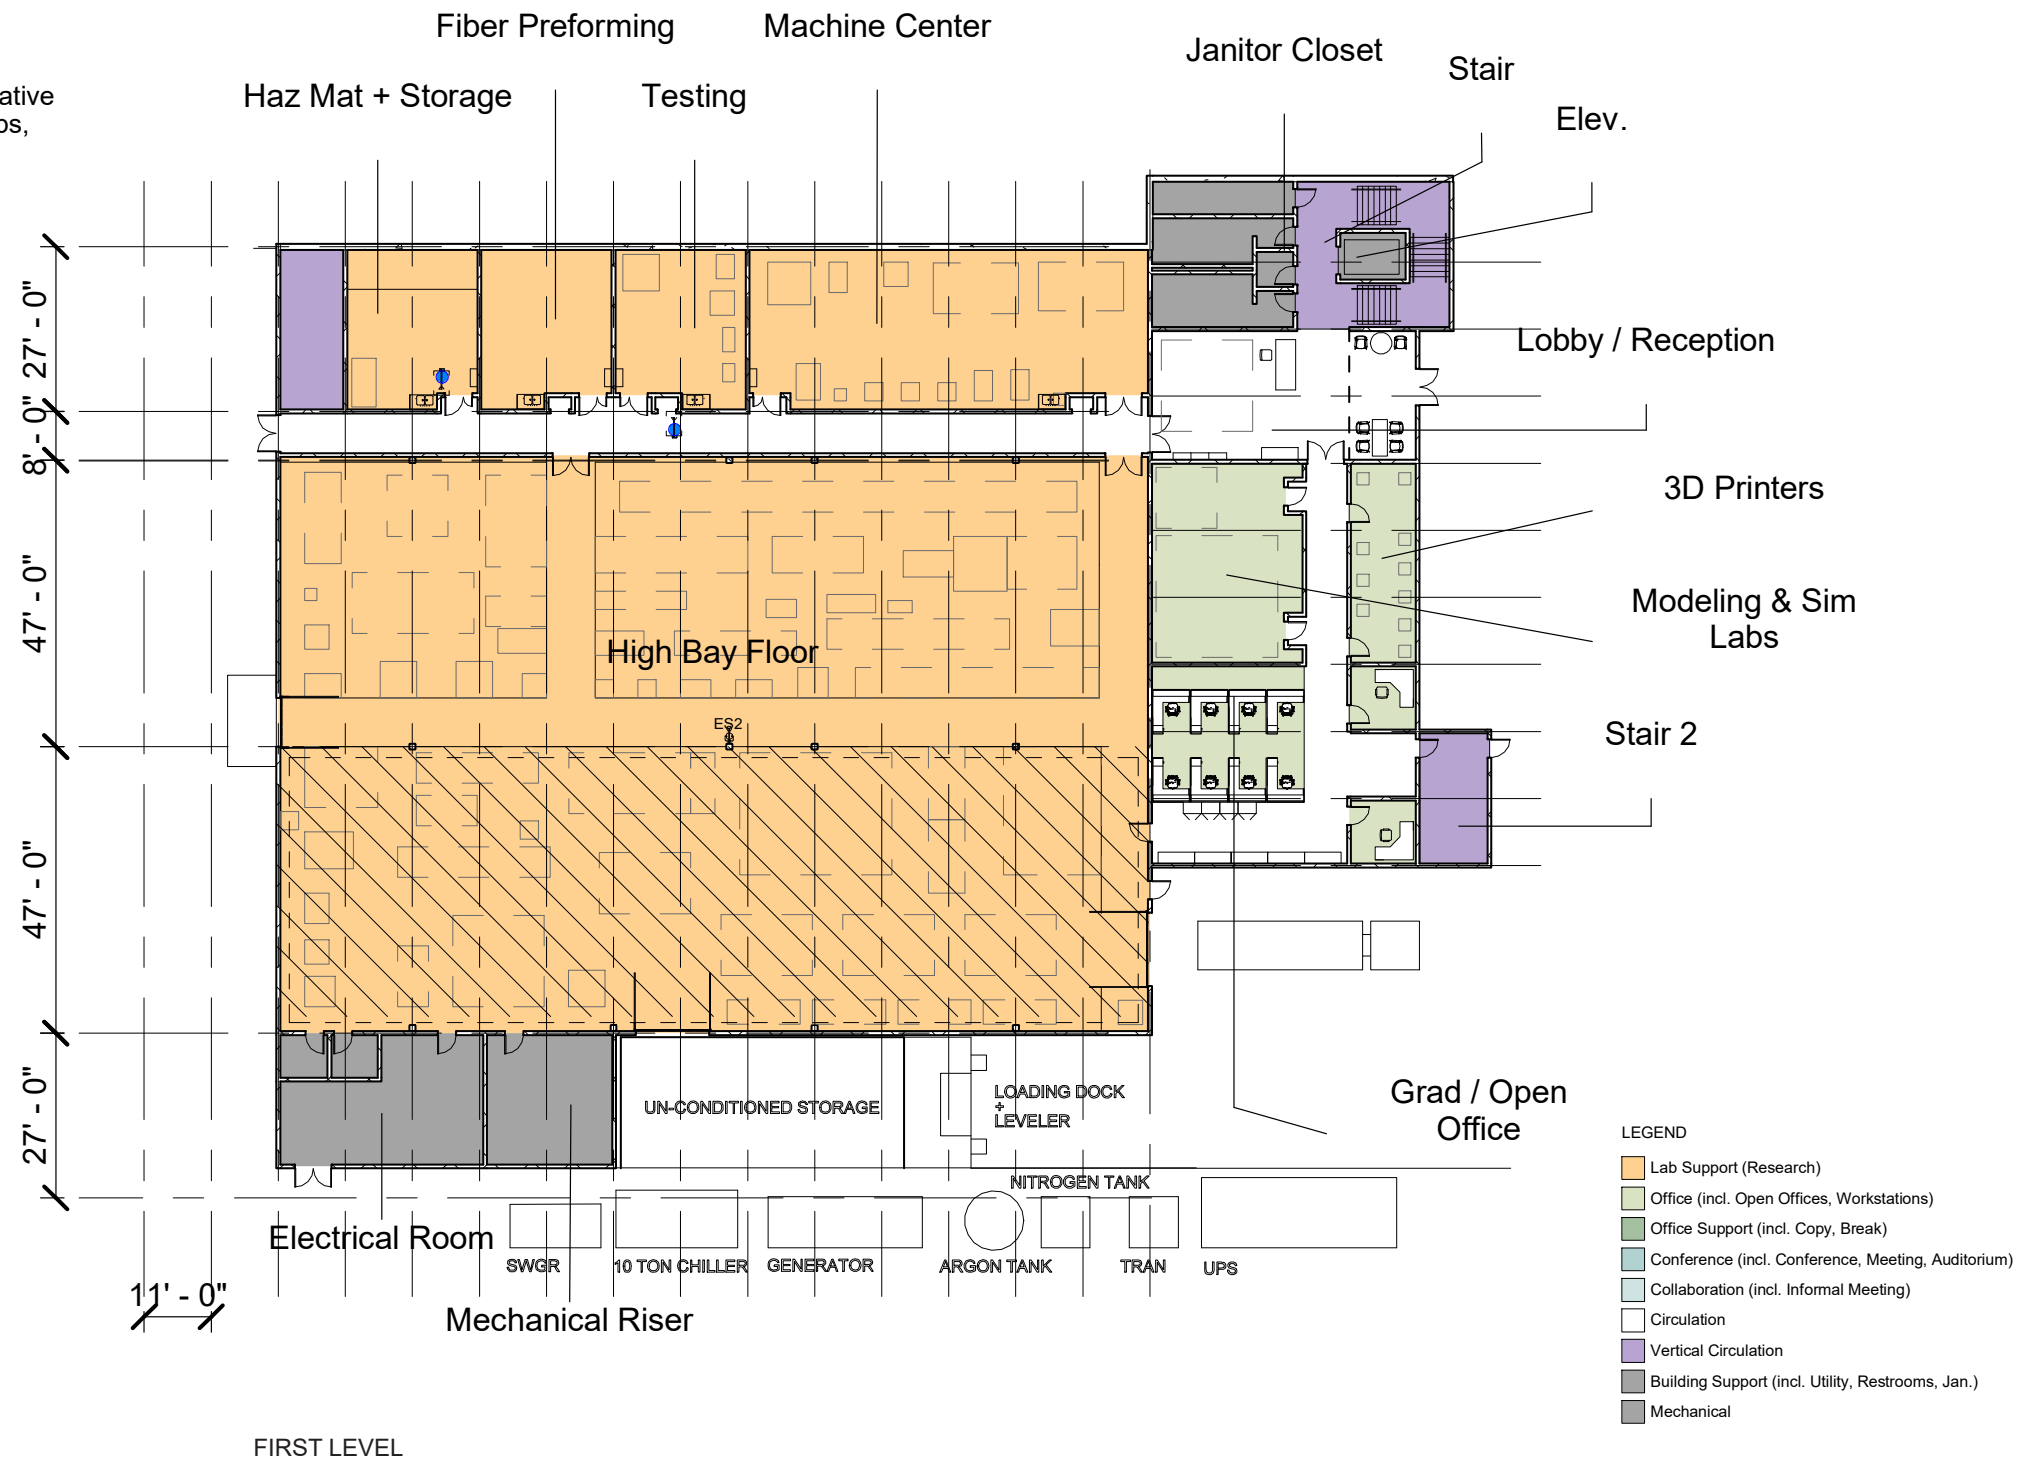 Fiber Preforming
Machine Center
Janitor Closet
Stair
ative
os,
Haz Mat + Storage
Testing
Elev.
27' - 0"
8' - 0"
47' - 0"
47' - 0"
27' - 0"
11' - 0"
Lobby / Reception
3D Printers
Modeling & Sim
Labs
High Bay Floor
ES2
Stair 2
UN-CONDITIONED STORAGE
LOADING DOCK
+
LEVELER
Grad / Open
Office
NITROGEN TANK
Electrical Room
SWGR
10 TON CHILLER
GENERATOR
ARGON TANK
TRAN
UPS
Mechanical Riser
LEGEND
Lab Support (Research)
Office (incl. Open Offices, Workstations)
Office Support (incl. Copy, Break)
Conference (incl. Conference, Meeting, Auditorium)
Collaboration (incl. Informal Meeting)
Circulation
Vertical Circulation
Building Support (incl. Utility, Restrooms, Jan.)
Mechanical
FIRST LEVEL